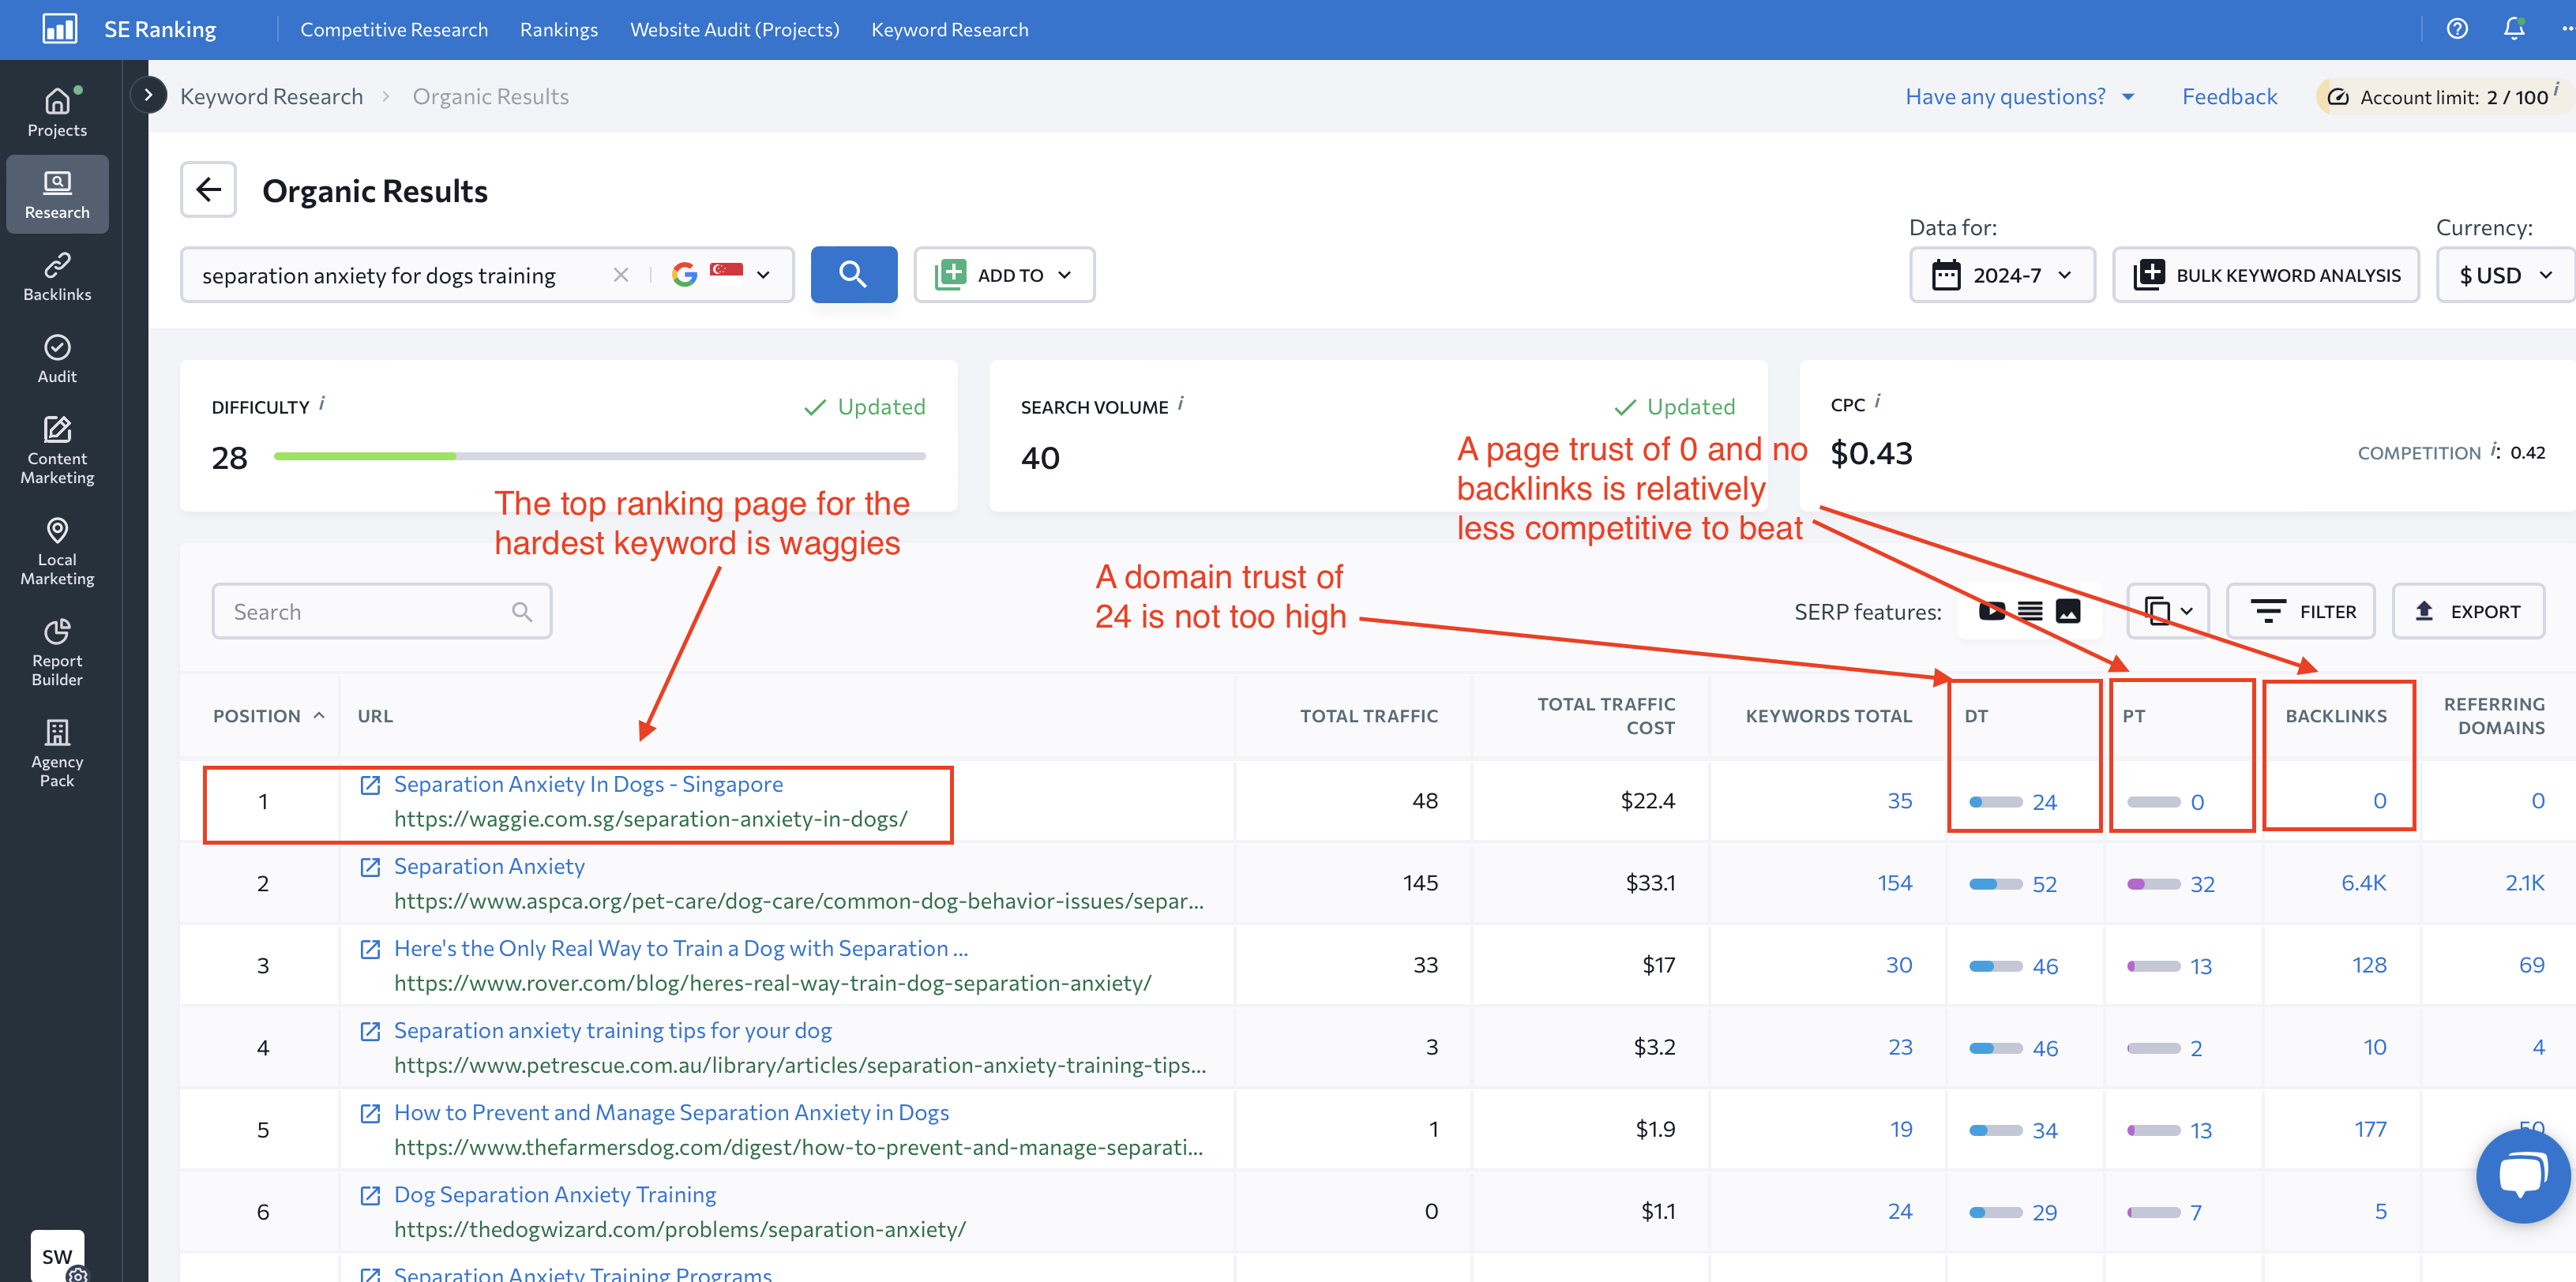 SE Ranking
Competitive Research
Rankings
Website Audit (Projects)
Keyword Research
Projects
Research
Backlinks
Audit
Content
Marketing
Local
Marketing
Report
Builder
Agency
Pack
SW
Keyword Research > Organic Results
Have any questions?
Feedback
Account limit: 2 / 100 i
Organic Results
separation anxiety for dogs training
ADD TO
Data for:
2024-7
BULK KEYWORD ANALYSIS
Currency:
$ USD
DIFFICULTY i
Updated
28
SEARCH VOLUME i
Updated
40
CPC i
$0.43
COMPETITION i: 0.42
The top ranking page for the
hardest keyword is waggies
A page trust of 0 and no
backlinks is relatively
less competitive to beat
A domain trust of
24 is not too high
Search
SERP features:
FILTER
EXPORT
POSITION
URL
TOTAL TRAFFIC
TOTAL TRAFFIC
COST
KEYWORDS TOTAL
DT
PT
BACKLINKS
REFERRING
DOMAINS
1
Separation Anxiety In Dogs - Singapore
https://waggie.com.sg/separation-anxiety-in-dogs/
48
$22.4
35
24
0
0
0
2
Separation Anxiety
https://www.aspca.org/pet-care/dog-care/common-dog-behavior-issues/separ...
145
$33.1
154
52
32
6.4K
2.1K
3
Here's the Only Real Way to Train a Dog with Separation ...
https://www.rover.com/blog/heres-real-way-train-dog-separation-anxiety/
33
$17
30
46
13
128
69
4
Separation anxiety training tips for your dog
https://www.petrescue.com.au/library/articles/separation-anxiety-training-tips...
3
$3.2
23
46
2
10
4
5
How to Prevent and Manage Separation Anxiety in Dogs
https://www.thefarmersdog.com/digest/how-to-prevent-and-manage-separati...
1
$1.9
19
34
13
177
50
6
Dog Separation Anxiety Training
https://thedogwizard.com/problems/separation-anxiety/
0
$1.1
24
29
7
5
Separation Anxiety Training Programs